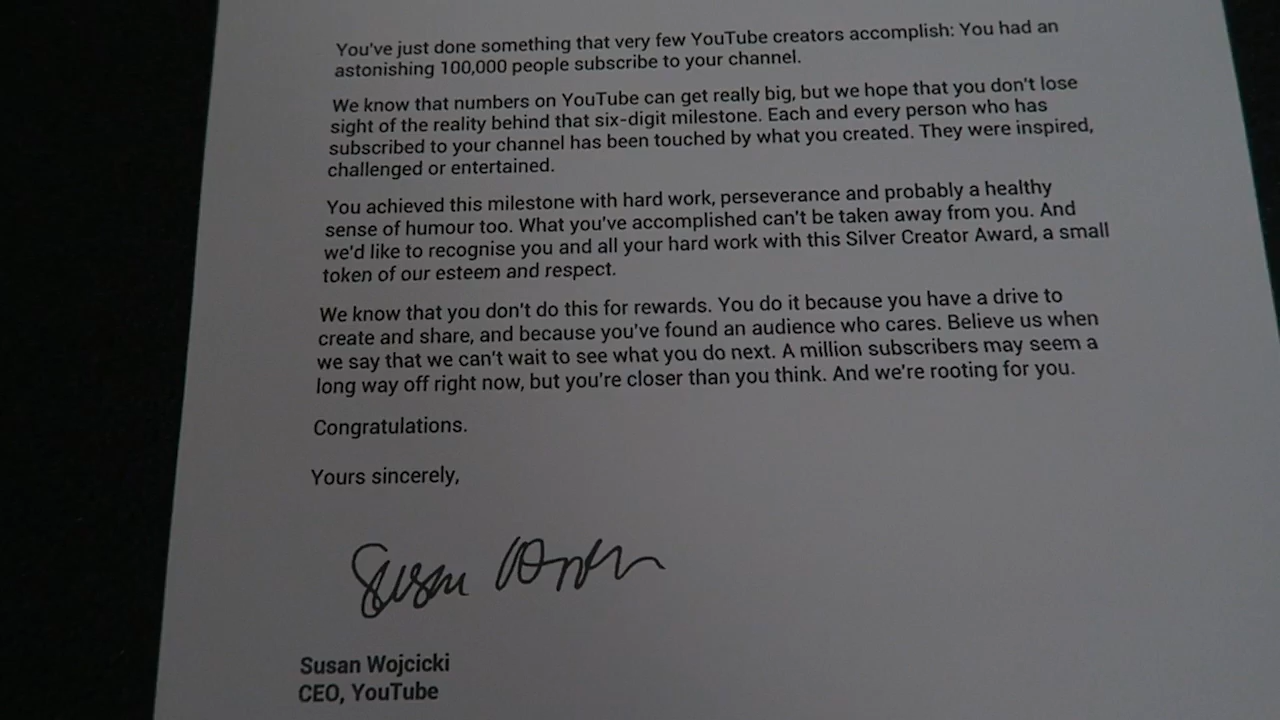 You've just done something that very few YouTube creators accomplish: You had an
astonishing 100,000 people subscribe to your channel.
We know that numbers on YouTube can get really big, but we hope that you don't lose
sight of the reality behind that six-digit milestone. Each and every person who has
subscribed to your channel has been touched by what you created. They were inspired,
challenged or entertained.
You achieved this milestone with hard work, perseverance and probably a healthy
sense of humour too. What you've accomplished can't be taken away from you. And
we'd like to recognise you and all your hard work with this Silver Creator Award, a small
token of our esteem and respect.
We know that you don't do this for rewards. You do it because you have a drive to
create and share, and because you've found an audience who cares. Believe us when
we say that we can't wait to see what you do next. A million subscribers may seem a
long way off right now, but you're closer than you think. And we're rooting for you.
Congratulations.
Yours sincerely,
Susan
Susan Wojcicki
CEO, YouTube